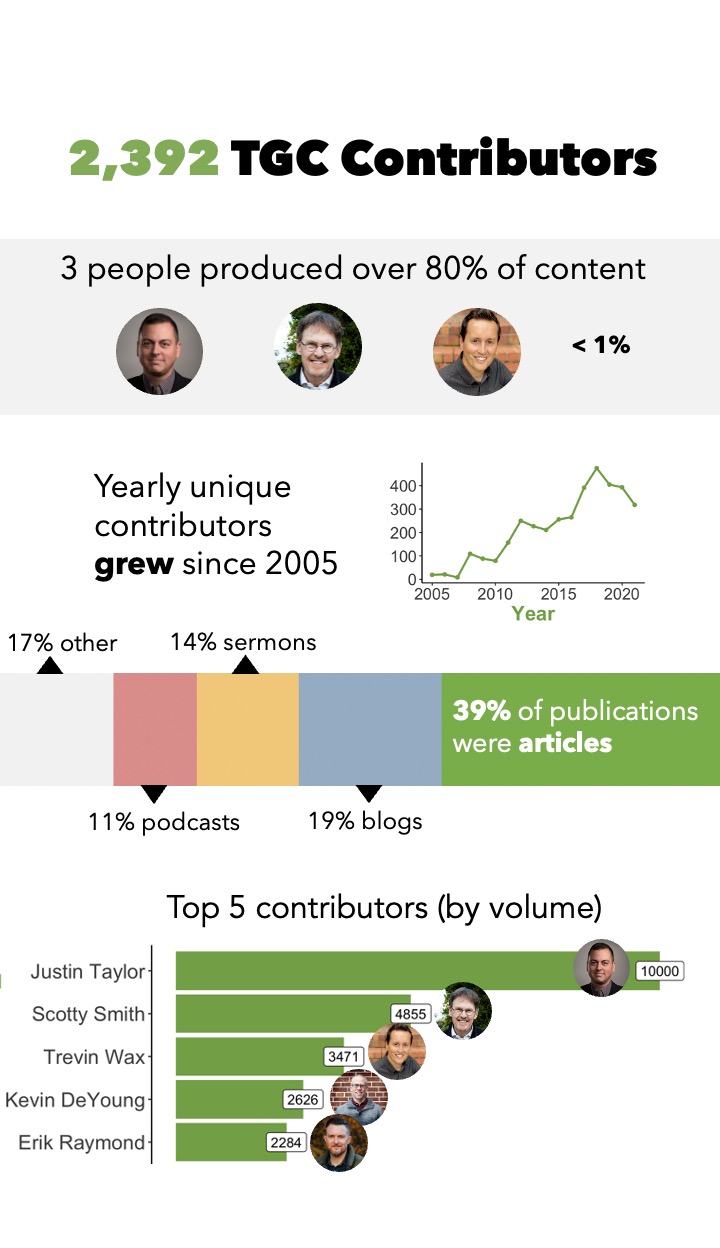 2,392 TGC Contributors
3 people produced over 80% of content
< 1%
Yearly unique
contributors
grew since 2005
400
300
200
100
0
2005 2010 2015 2020
Year
17% other 14% sermons
39% of publications
were articles
11% podcasts 19% blogs
Top 5 contributors (by volume)
Justin Taylor 10000
Scotty Smith 4855
Trevin Wax 3471
Kevin DeYoung 2626
Erik Raymond 2284